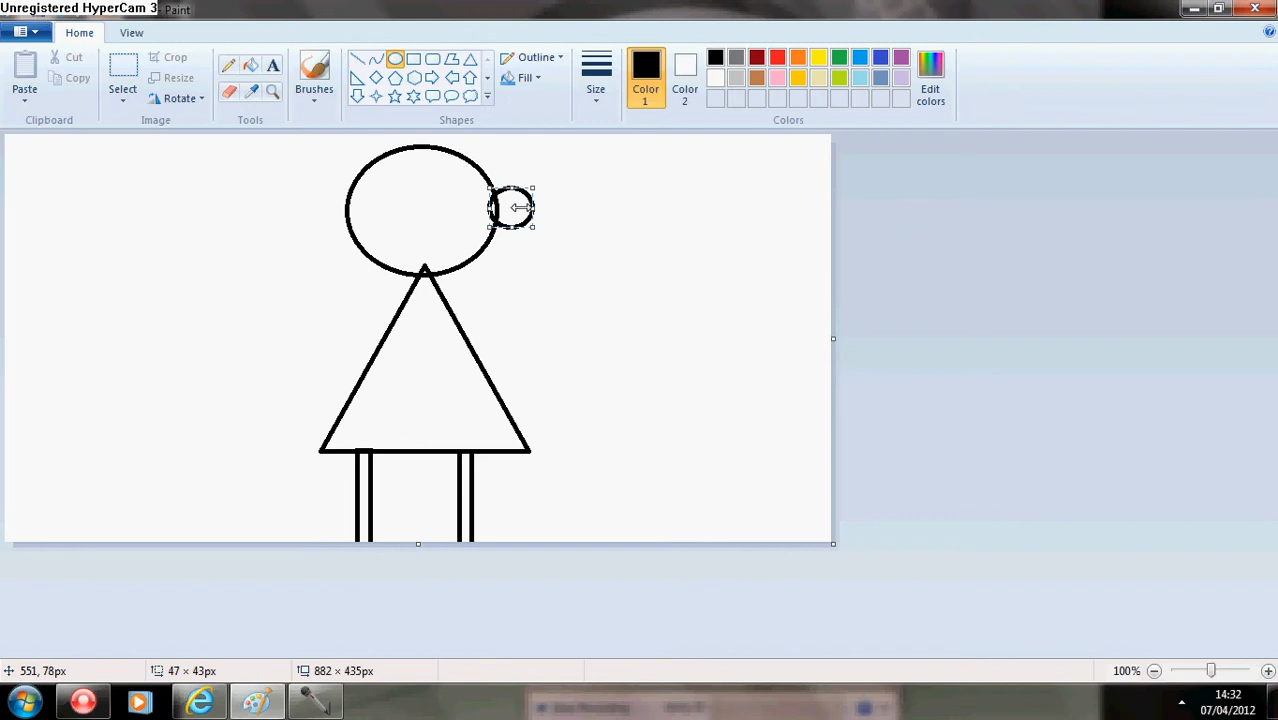 Unregistered HyperCam 3 - Paint
Home View
Paste
Cut
Copy
Clipboard
Select
Crop
Resize
Rotate
Image
A
Tools
Brushes
Shapes
Outline
Fill
Size
Color 1
Color 2
Edit colors
Colors
551, 78px
47 × 43px
882 × 435px
100%
14:32
07/04/2012